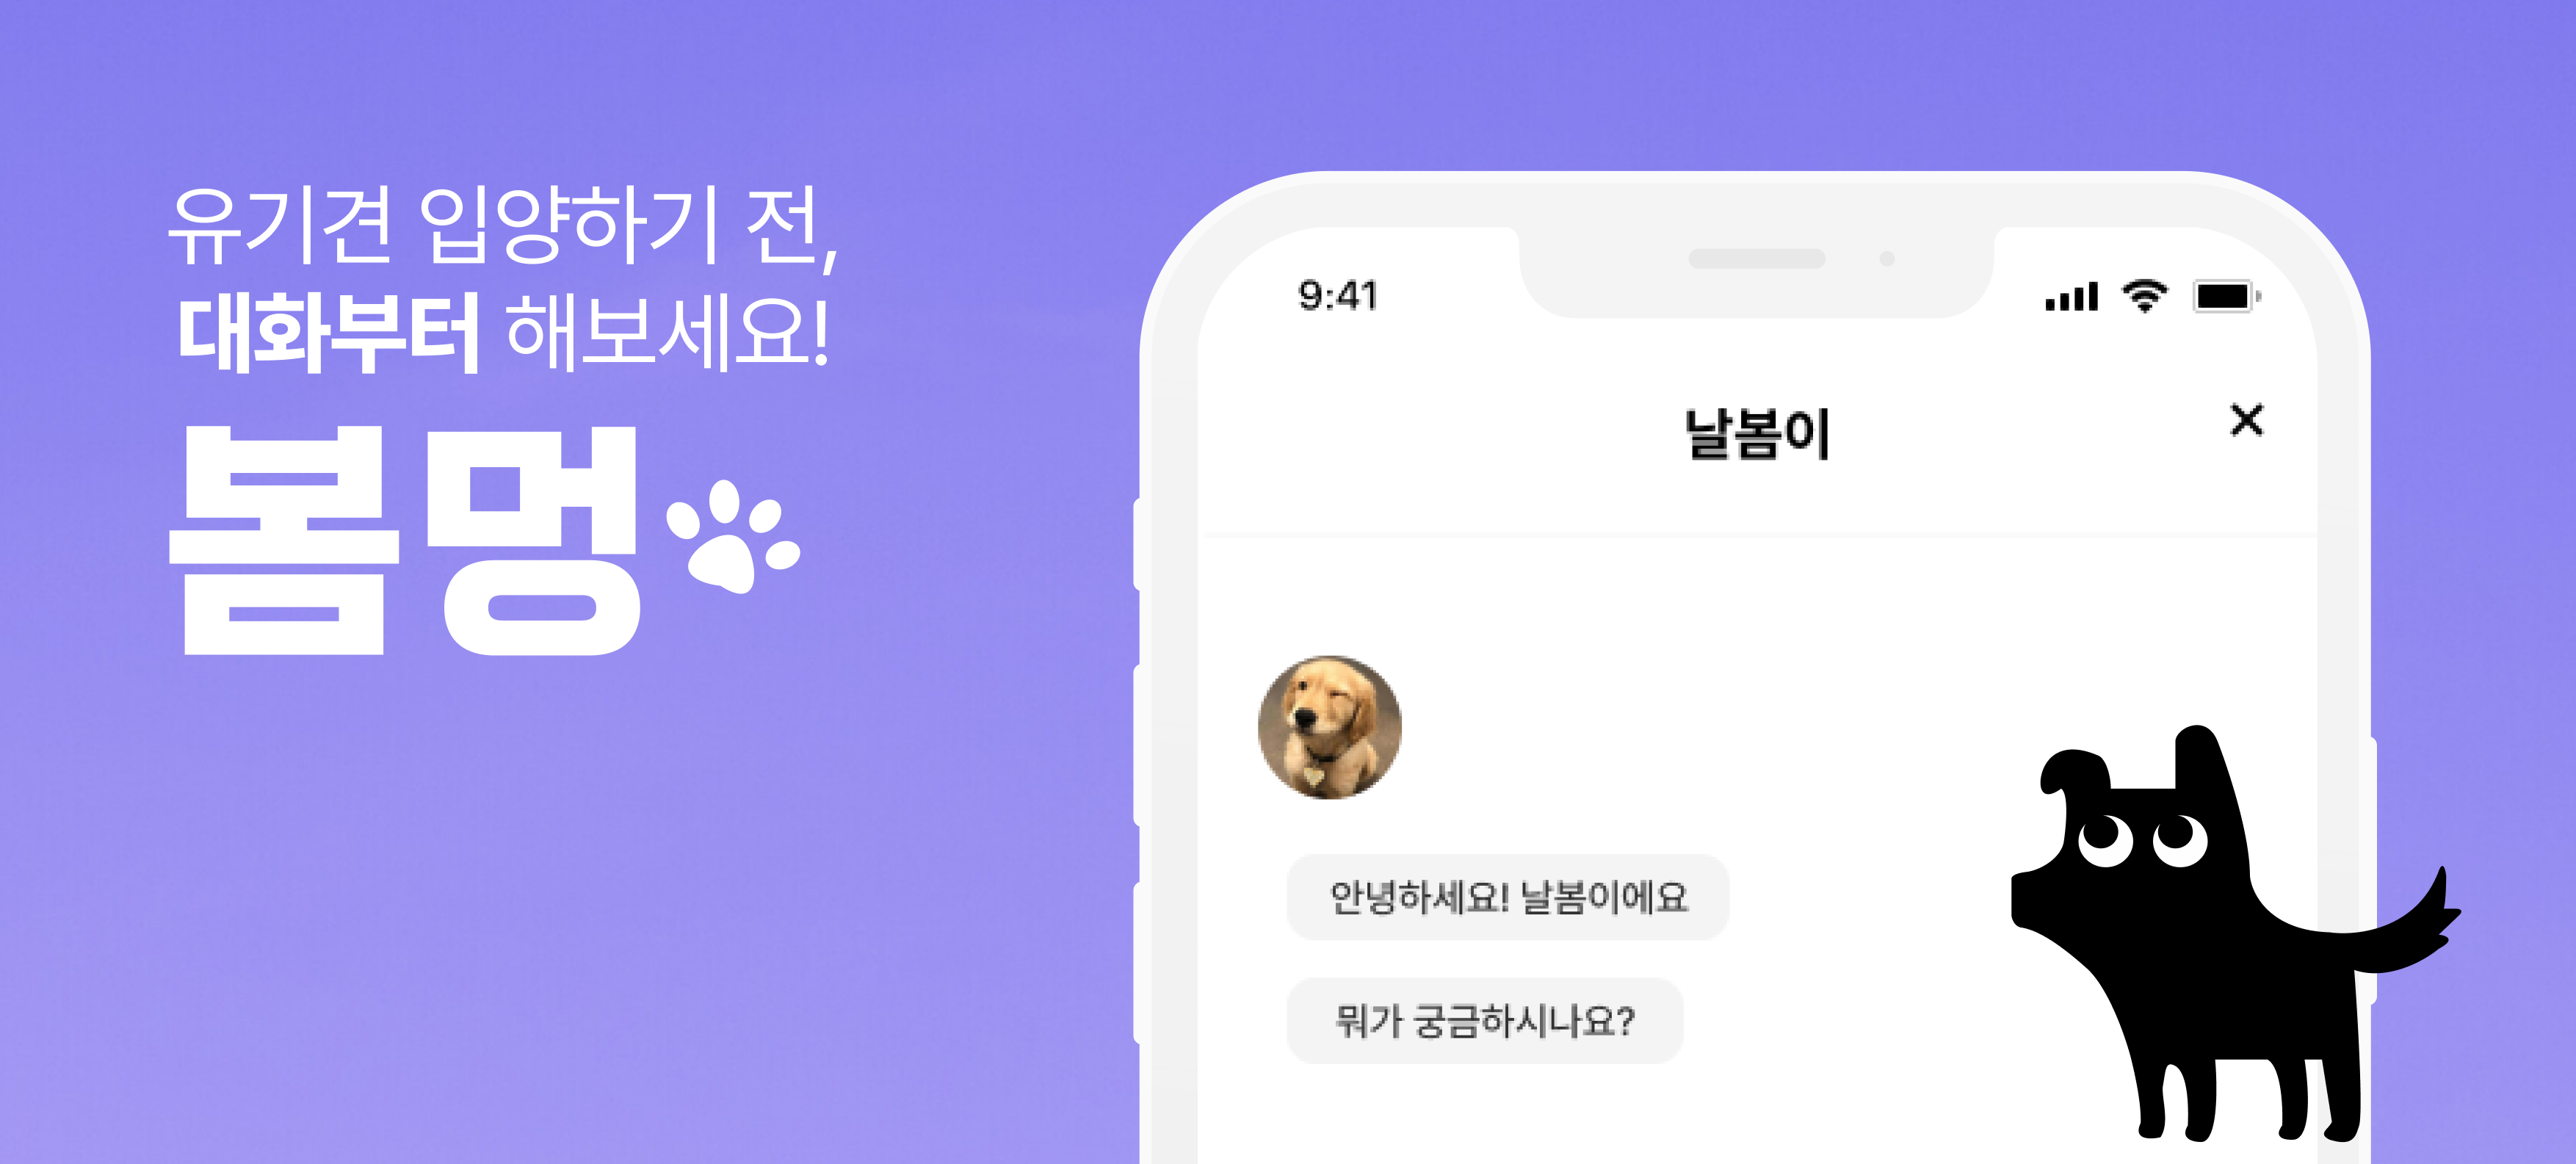 유기견 입양하기 전,
대화부터 해보세요!
봄멍
9:41
날봄이
안녕하세요! 날봄이에요
뭐가 궁금하시나요?